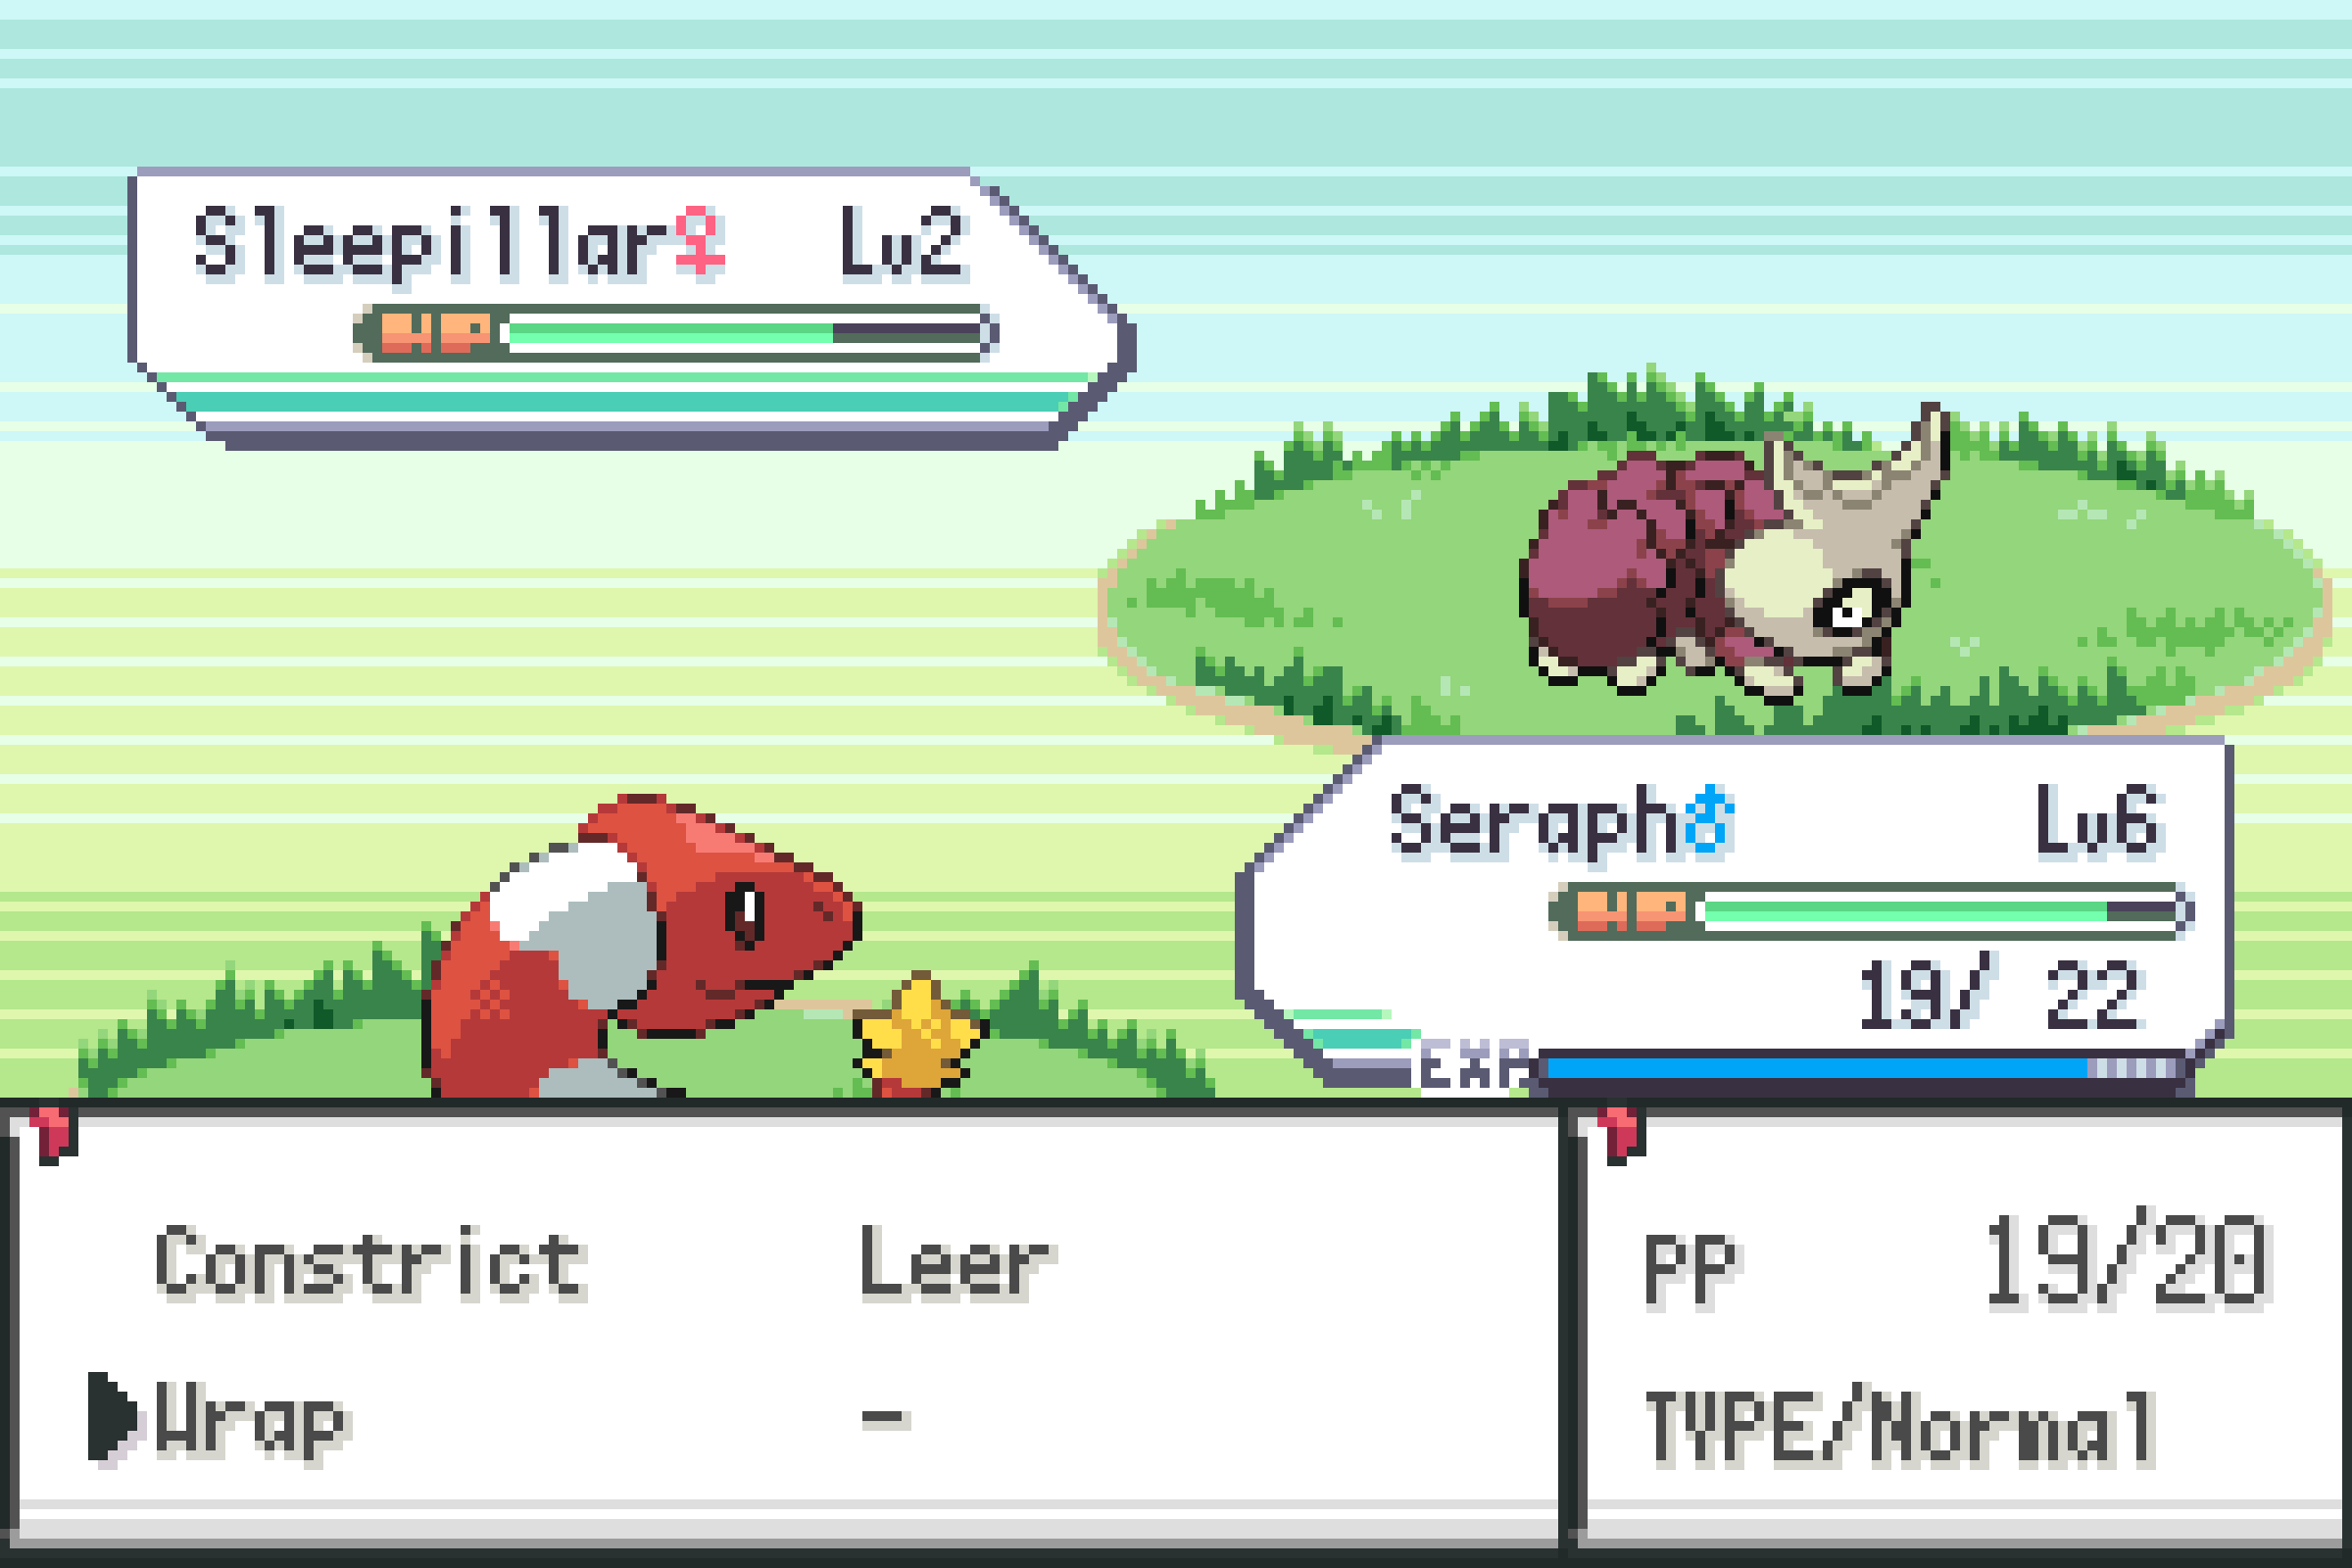 Sleepillar♀ Lv2
HP
Seraph♂ Lv6
HP
19/ 22
EXP
Constrict Leer
Wrap –
PP 19/20
TYPE/Normal